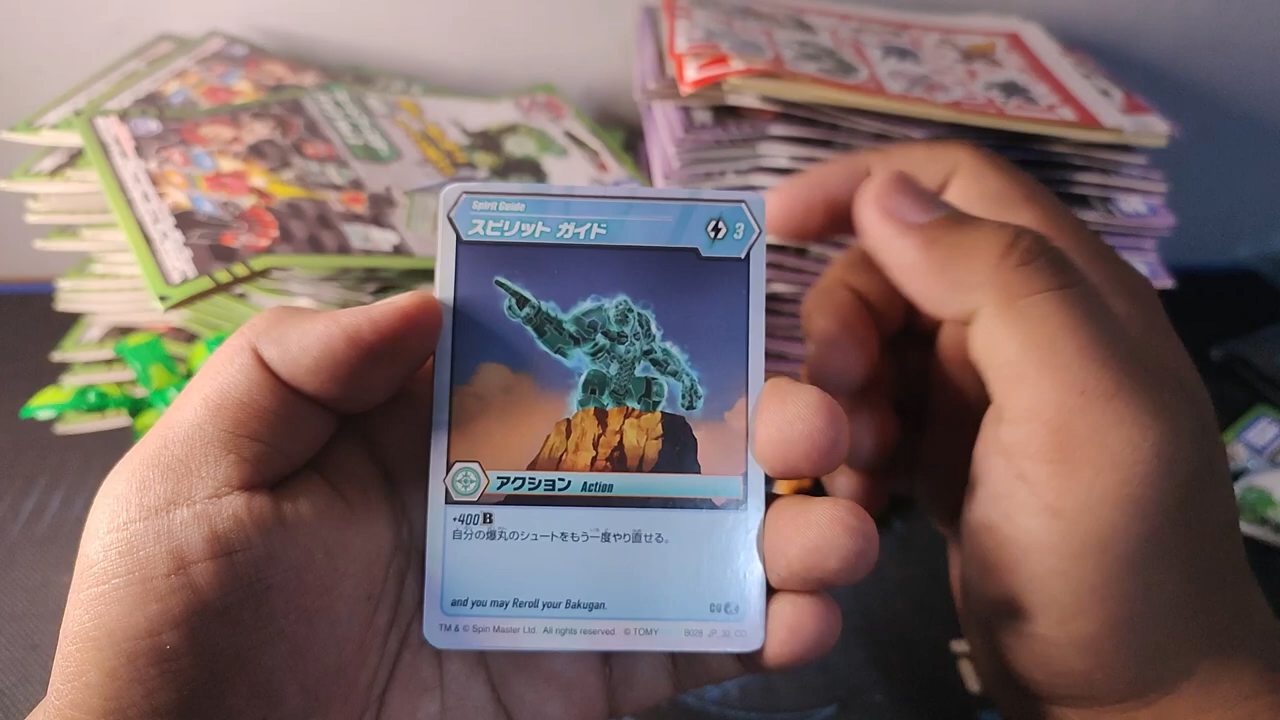 Spirit Guide
スピリット ガイド
3
アクション Action
+400 B
自分の爆丸のシュートをもう一度やり直せる。
and you may Reroll your Bakugan.
CO
TM & © Spin Master Ltd. All rights reserved. © TOMY